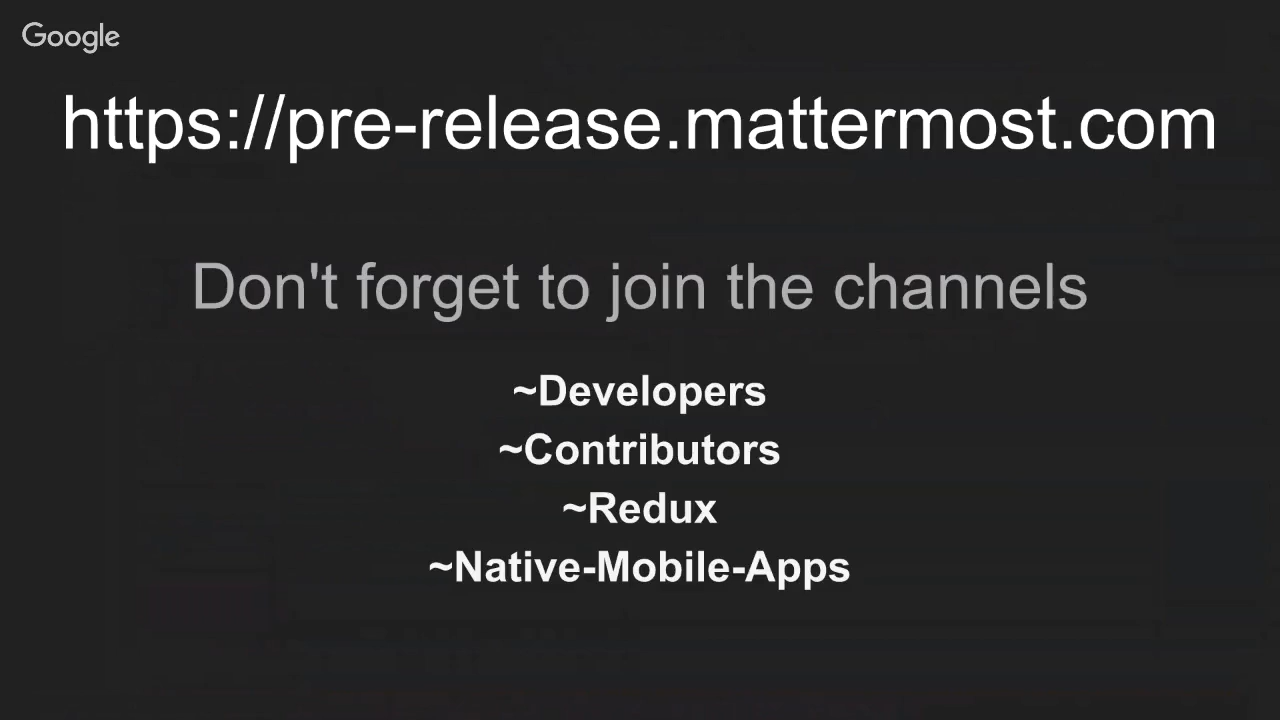 Google
https://pre-release.mattermost.com
Don't forget to join the channels
~Developers
~Contributors
~Redux
~Native-Mobile-Apps